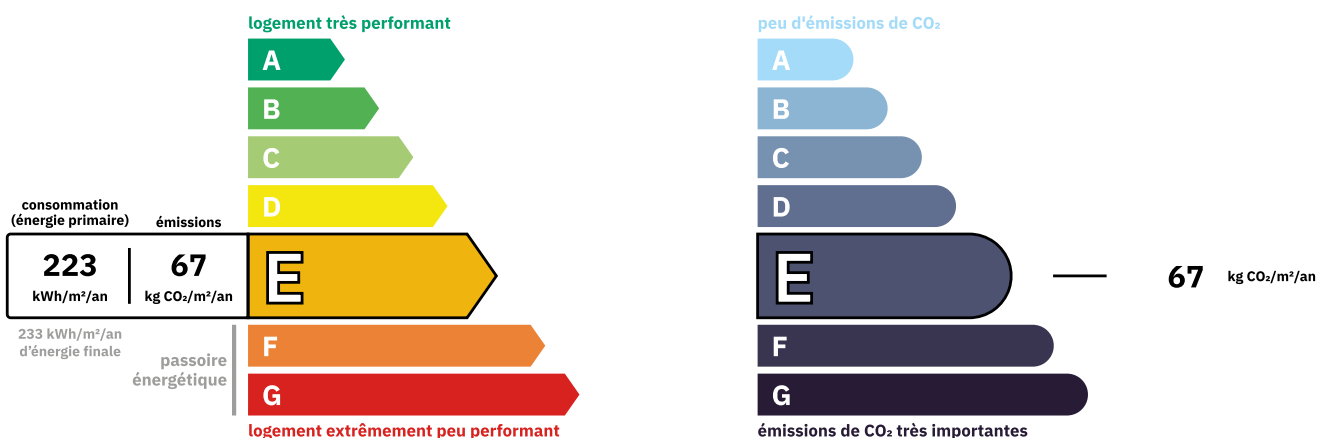 logement très performant
A
B
C
D
consommation
(énergie primaire)
émissions
223
kWh/m²/an
67
kg CO₂/m²/an
E
233 kWh/m²/an
d'énergie finale
passoire
énergétique
F
G
logement extrêmement peu performant
peu d'émissions de CO₂
A
B
C
D
E
67 kg CO₂/m²/an
F
G
émissions de CO₂ très importantes